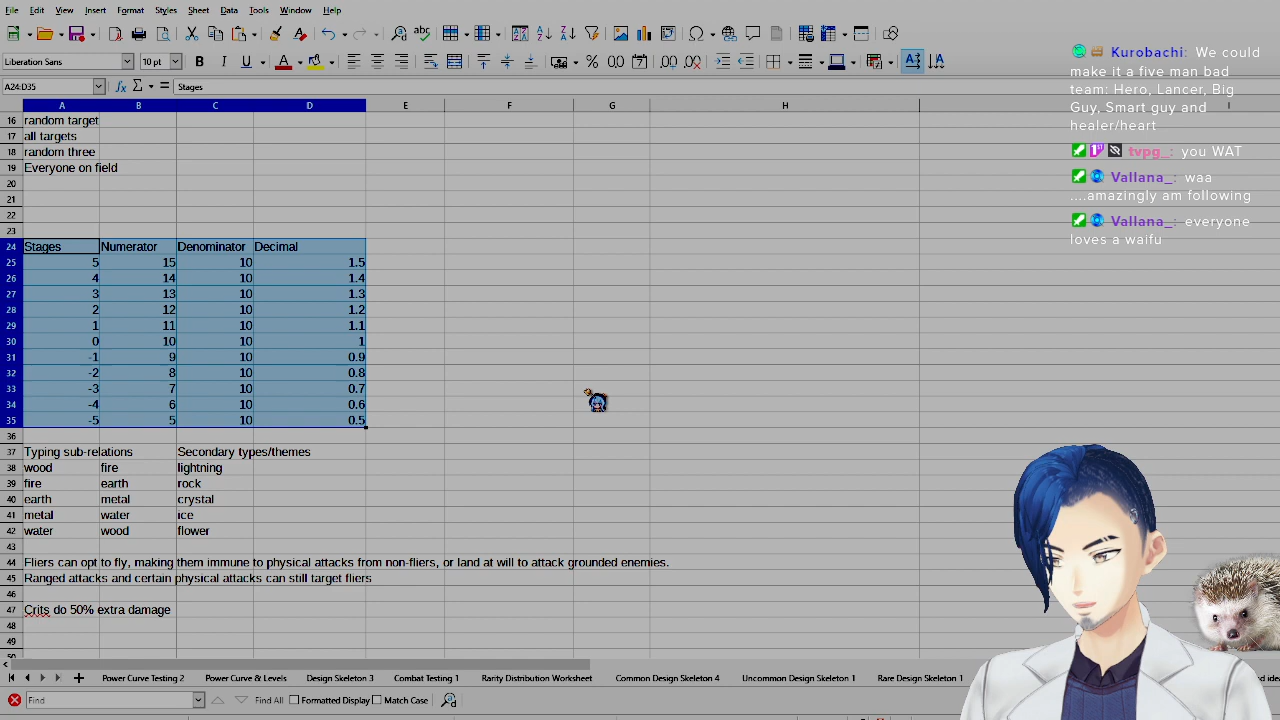 File Edit View Insert Format Styles Sheet Data Tools Window Help
Liberation Sans 10 pt
A24:D35 Stages
A B C D E F G H I
16 random target
17 all targets
18 random three
19 Everyone on field
20
21
22
23
24 Stages Numerator Denominator Decimal
25 5 15 10 1.5
26 4 14 10 1.4
27 3 13 10 1.3
28 2 12 10 1.2
29 1 11 10 1.1
30 0 10 10 1
31 -1 9 10 0.9
32 -2 8 10 0.8
33 -3 7 10 0.7
34 -4 6 10 0.6
35 -5 5 10 0.5
36
37 Typing sub-relations Secondary types/themes
38 wood fire lightning
39 fire earth rock
40 earth metal crystal
41 metal water ice
42 water wood flower
43
44 Fliers can opt to fly, making them immune to physical attacks from non-fliers, or land at will to attack grounded enemies.
45 Ranged attacks and certain physical attacks can still target fliers
46
47 Crits do 50% extra damage
48
49
Power Curve Testing 2 Power Curve & Levels Design Skeleton 3 Combat Testing 1 Rarity Distribution Worksheet Common Design Skeleton 4 Uncommon Design Skeleton 1 Rare Design Skeleton 1
Find Find All Formatted Display Match Case
Kurobachi: We could
make it a five man bad
team: Hero, Lancer, Big
Guy, Smart guy and
healer/heart
tvpg_: you WAT
Vallana_: waa
....amazingly am following
Vallana_: everyone
loves a waifu